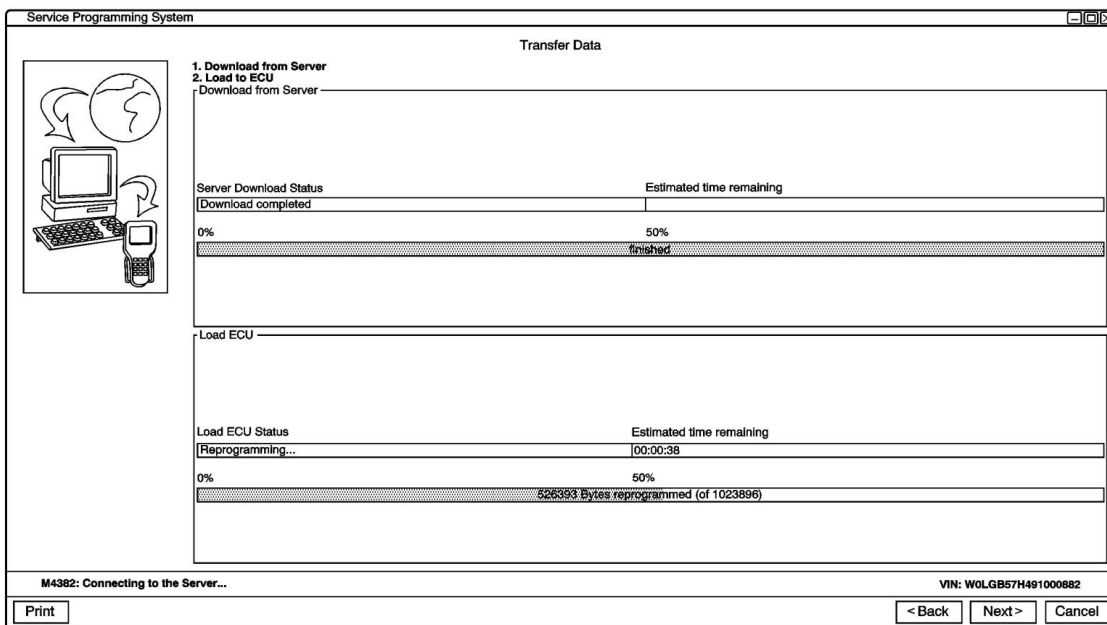 Service Programming System
Transfer Data
1. Download from Server
2. Load to ECU
Download from Server
Server Download Status Estimated time remaining
Download completed
0% 50%
finished
Load ECU
Load ECU Status Estimated time remaining
Reprogramming... 00:00:38
0% 50%
526393 Bytes reprogrammed (of 1023896)
M4382: Connecting to the Server... VIN: W0LGB57H491000882
Print <Back Next> Cancel